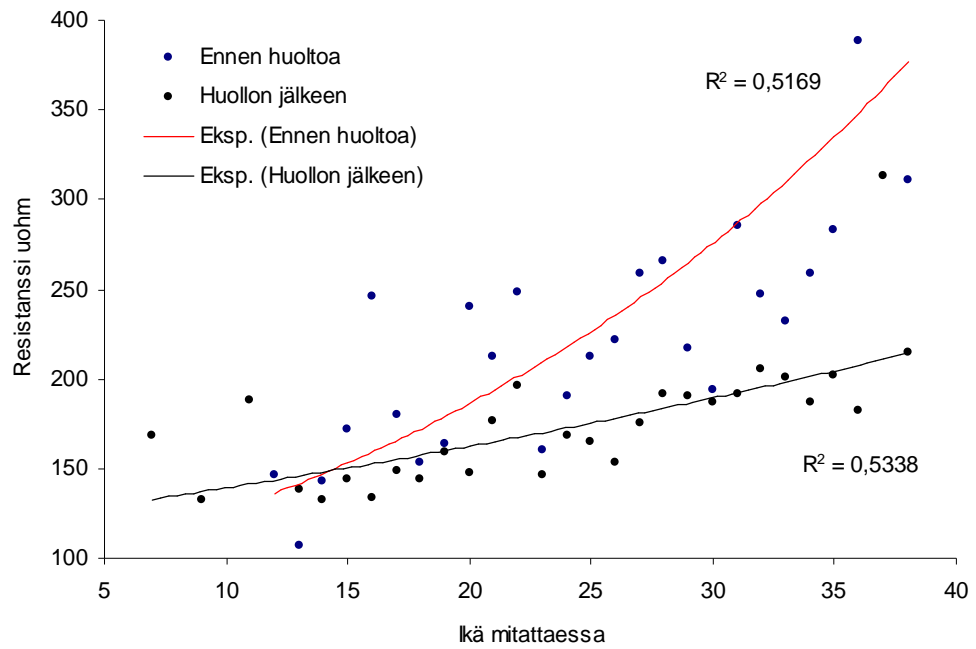 400
350
300
250
200
150
100
Resistanssi uohm
Ennen huoltoa
Huollon jälkeen
Eksp. (Ennen huoltoa)
Eksp. (Huollon jälkeen)
R² = 0,5169
R² = 0,5338
5 10 15 20 25 30 35 40
Ikä mitattaessa